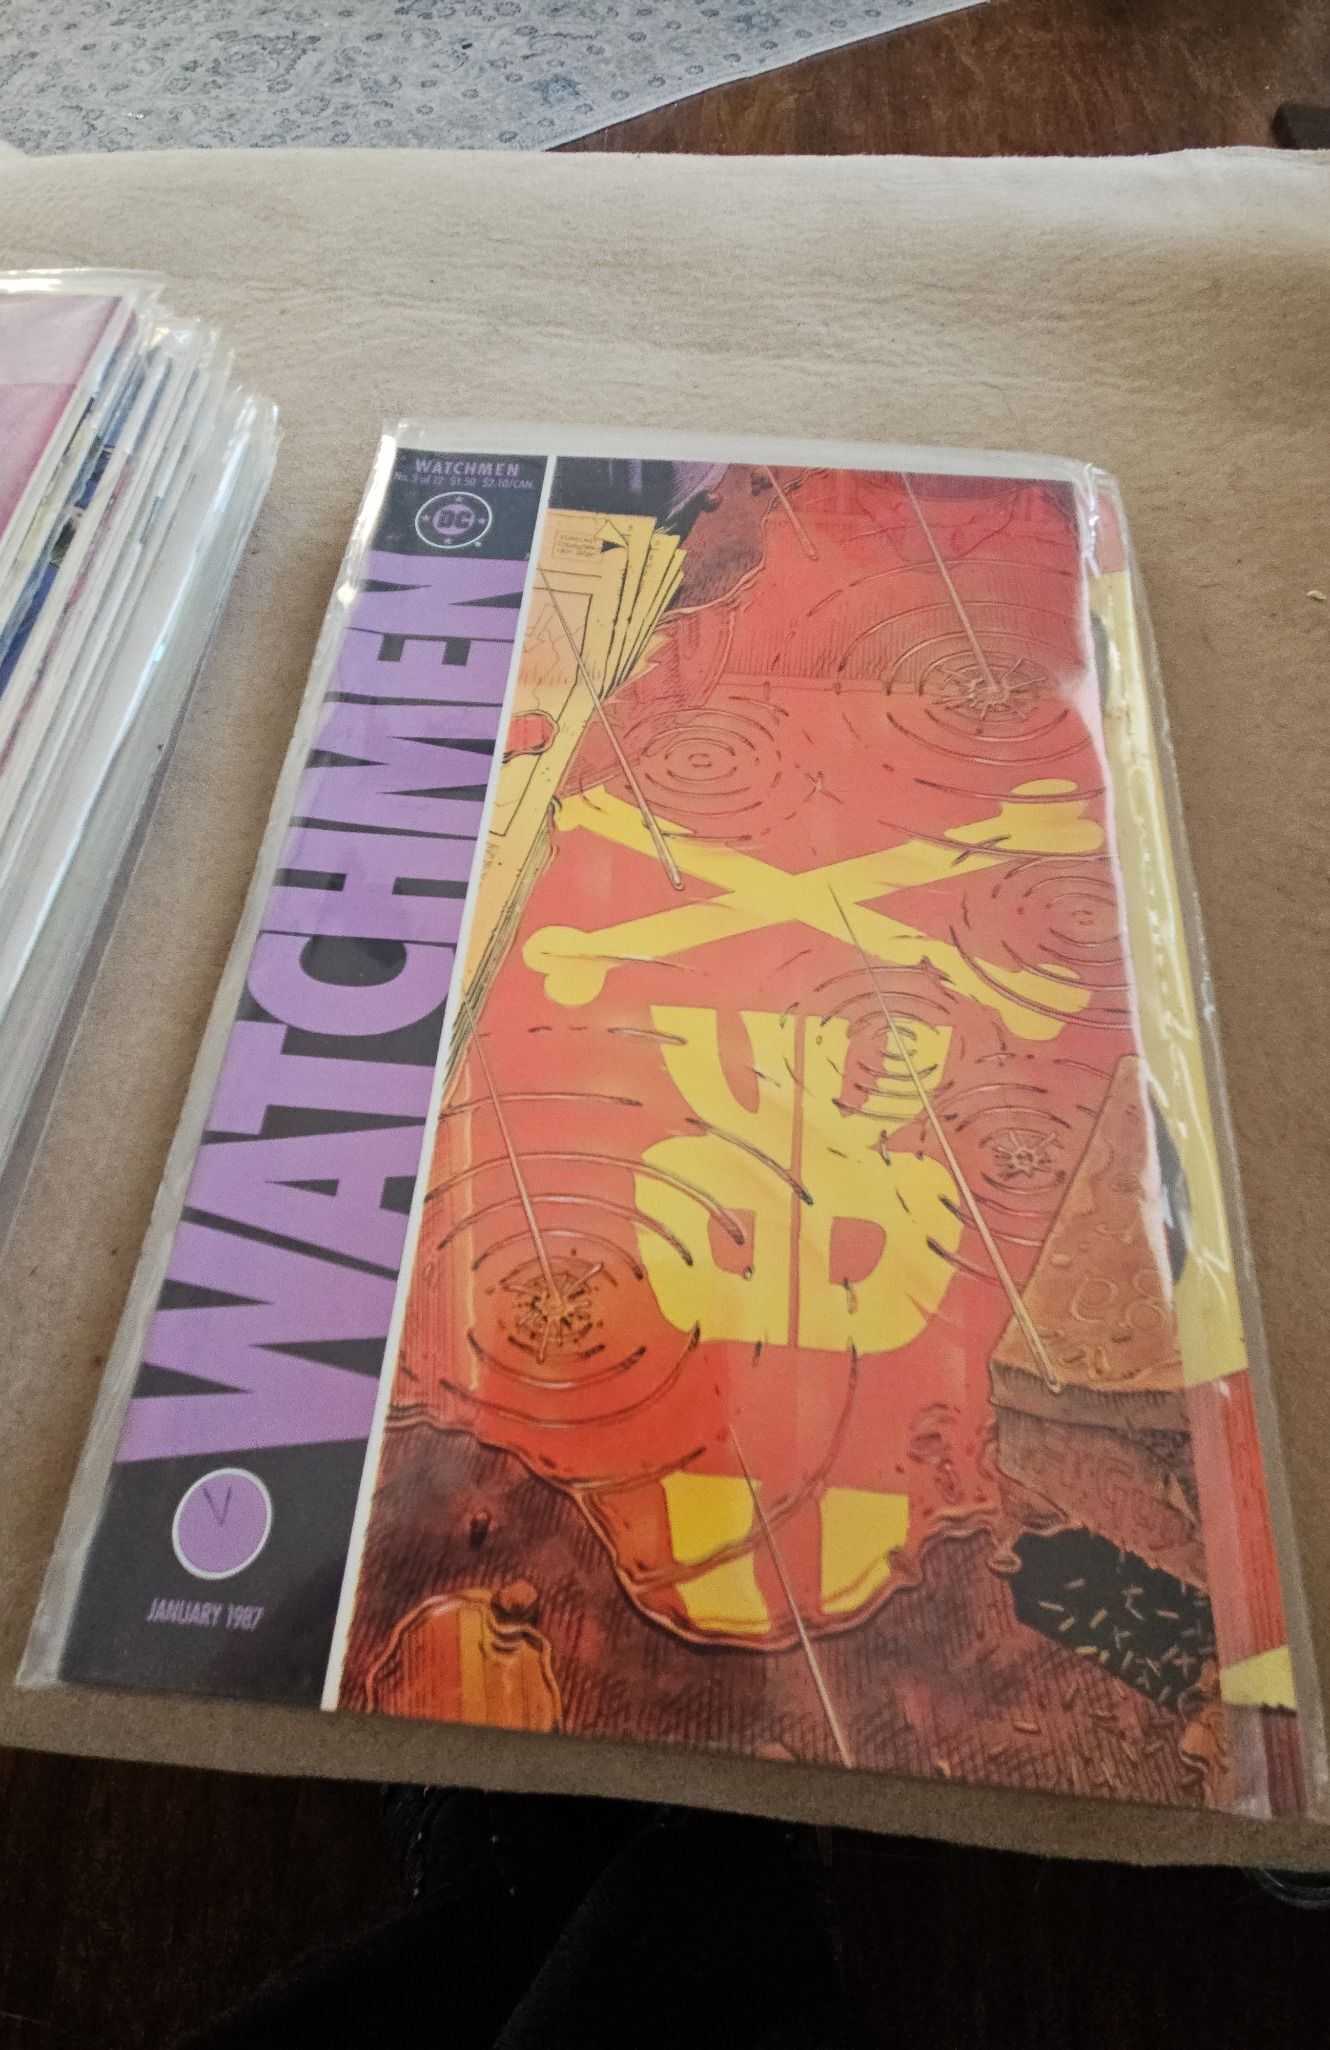 WATCHMEN
No. 5 of 12 $1.50 $2.10/CAN.
DC
WATCHMEN
V
JANUARY 1987